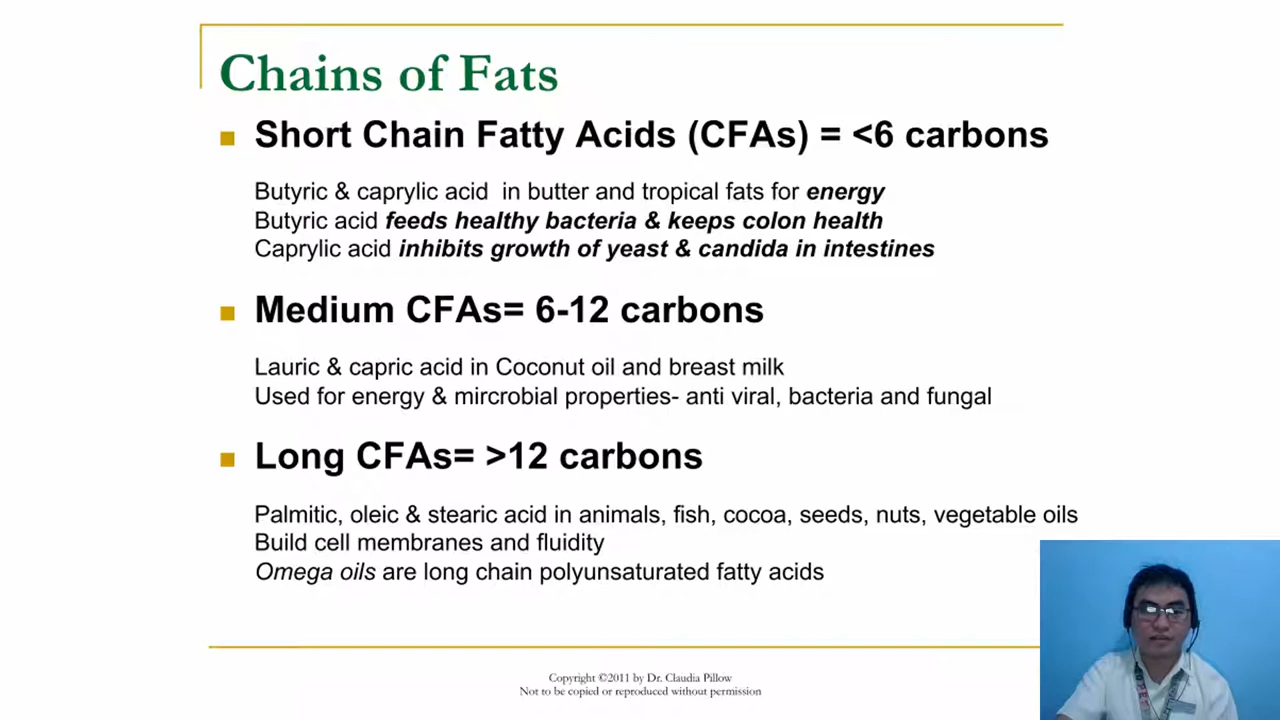 Chains of Fats
Short Chain Fatty Acids (CFAs) = <6 carbons
Butyric & caprylic acid in butter and tropical fats for energy
Butyric acid feeds healthy bacteria & keeps colon health
Caprylic acid inhibits growth of yeast & candida in intestines
Medium CFAs= 6-12 carbons
Lauric & capric acid in Coconut oil and breast milk
Used for energy & mircrobial properties- anti viral, bacteria and fungal
Long CFAs= >12 carbons
Palmitic, oleic & stearic acid in animals, fish, cocoa, seeds, nuts, vegetable oils
Build cell membranes and fluidity
Omega oils are long chain polyunsaturated fatty acids
Copyright ©2011 by Dr. Claudia Pillow
Not to be copied or reproduced without permission